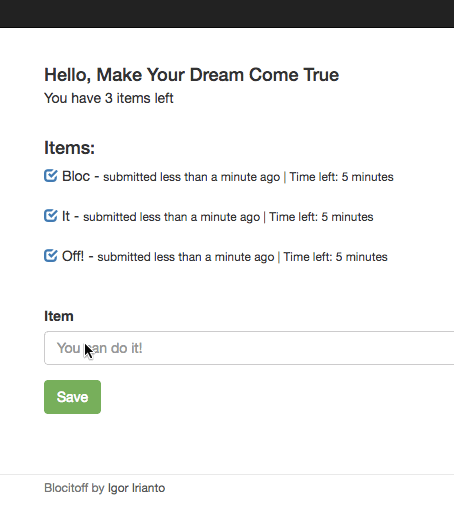 Hello, Make Your Dream Come True
You have 3 items left
Items:
Bloc - submitted less than a minute ago | Time left: 5 minutes
It - submitted less than a minute ago | Time left: 5 minutes
Off! - submitted less than a minute ago | Time left: 5 minutes
Item
You can do it!
Save
Blocitoff by Igor Irianto